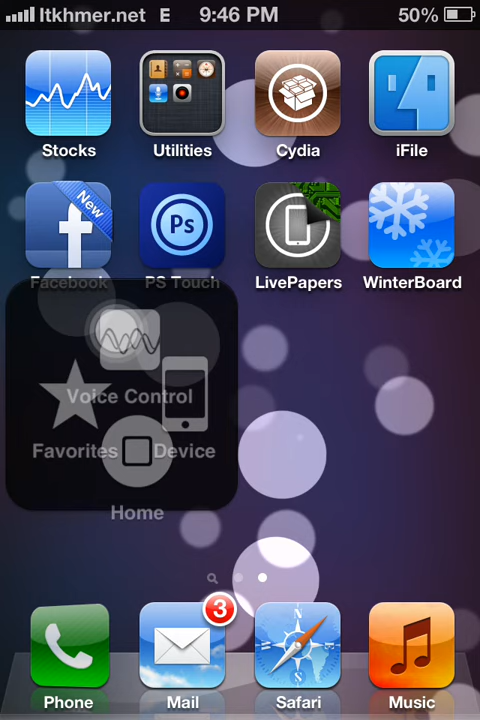 Itkhmer.net E 9:46 PM 50%
Stocks Utilities Cydia iFile
New
Ps
Facebook PS Touch LivePapers WinterBoard
Voice Control
Favorites Device
Home
3
N
Phone Mail Safari Music